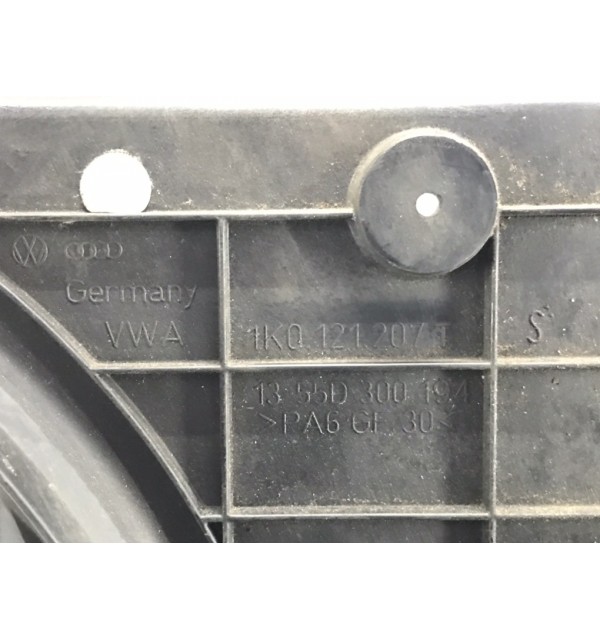 Germany
VWA
1K0 121 207 T
S
13 55D 300 194
>PA6 GF 30<